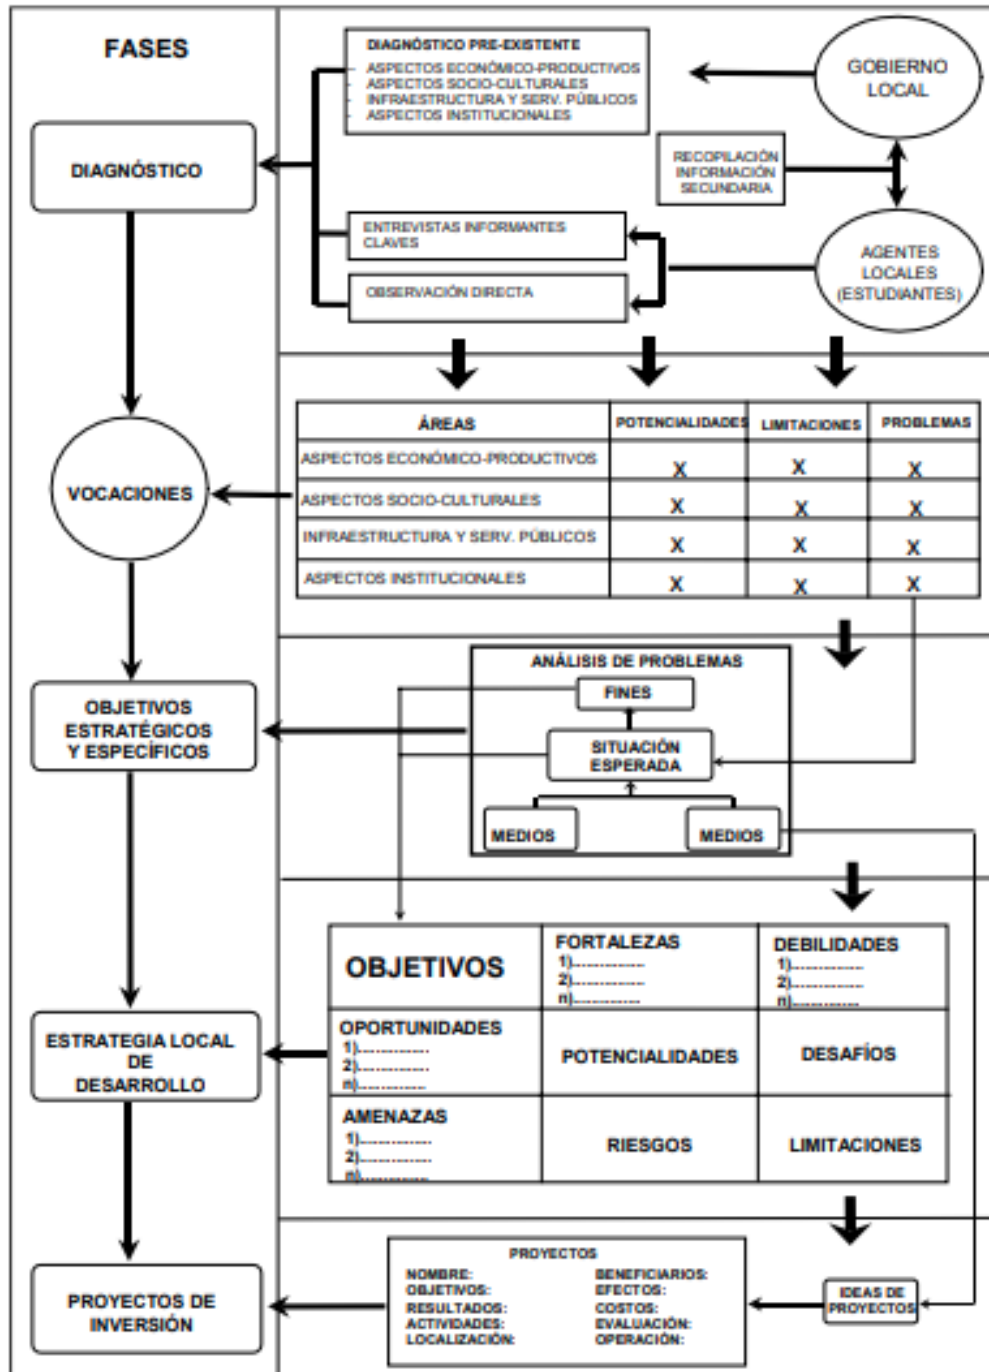 FASES
DIAGNÓSTICO PRE-EXISTENTE
- ASPECTOS ECONÓMICO-PRODUCTIVOS
- ASPECTOS SOCIO-CULTURALES
- INFRAESTRUCTURA Y SERV. PÚBLICOS
- ASPECTOS INSTITUCIONALES
GOBIERNO
LOCAL
DIAGNÓSTICO
RECOPILACIÓN
INFORMACIÓN
SECUNDARIA
ENTREVISTAS INFORMANTES
CLAVES
OBSERVACIÓN DIRECTA
AGENTES
LOCALES
(ESTUDIANTES)
VOCACIONES
ÁREAS POTENCIALIDADES LIMITACIONES PROBLEMAS
ASPECTOS ECONÓMICO-PRODUCTIVOS X X X
ASPECTOS SOCIO-CULTURALES X X X
INFRAESTRUCTURA Y SERV. PÚBLICOS X X X
ASPECTOS INSTITUCIONALES X X X
OBJETIVOS
ESTRATÉGICOS
Y ESPECÍFICOS
ANÁLISIS DE PROBLEMAS
FINES
SITUACIÓN
ESPERADA
MEDIOS MEDIOS
ESTRATEGIA LOCAL
DE
DESARROLLO
OBJETIVOS
FORTALEZAS
1)....................
2)....................
n)..................
DEBILIDADES
1)....................
2)....................
n)..................
OPORTUNIDADES
1)....................
2)....................
n)..................
POTENCIALIDADES
DESAFÍOS
AMENAZAS
1)....................
2)....................
n)..................
RIESGOS
LIMITACIONES
PROYECTOS DE
INVERSIÓN
PROYECTOS
NOMBRE: BENEFICIARIOS:
OBJETIVOS: EFECTOS:
RESULTADOS: COSTOS:
ACTIVIDADES: EVALUACIÓN:
LOCALIZACIÓN: OPERACIÓN:
IDEAS DE
PROYECTOS